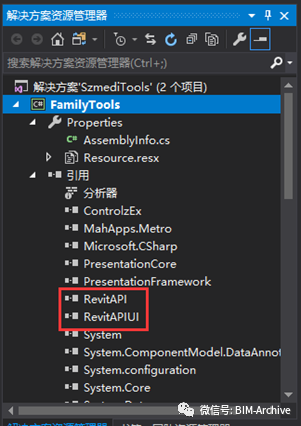 解决方案资源管理器
搜索解决方案资源管理器(Ctrl+;)
解决方案'SzmediTools' (2 个项目)
FamilyTools
Properties
AssemblyInfo.cs
Resource.resx
引用
分析器
ControlzEx
MahApps.Metro
Microsoft.CSharp
PresentationCore
PresentationFramework
RevitAPI
RevitAPIUI
System
System.ComponentModel.DataAnnot
System.configuration
System.Core
微信号: BIM-Archive